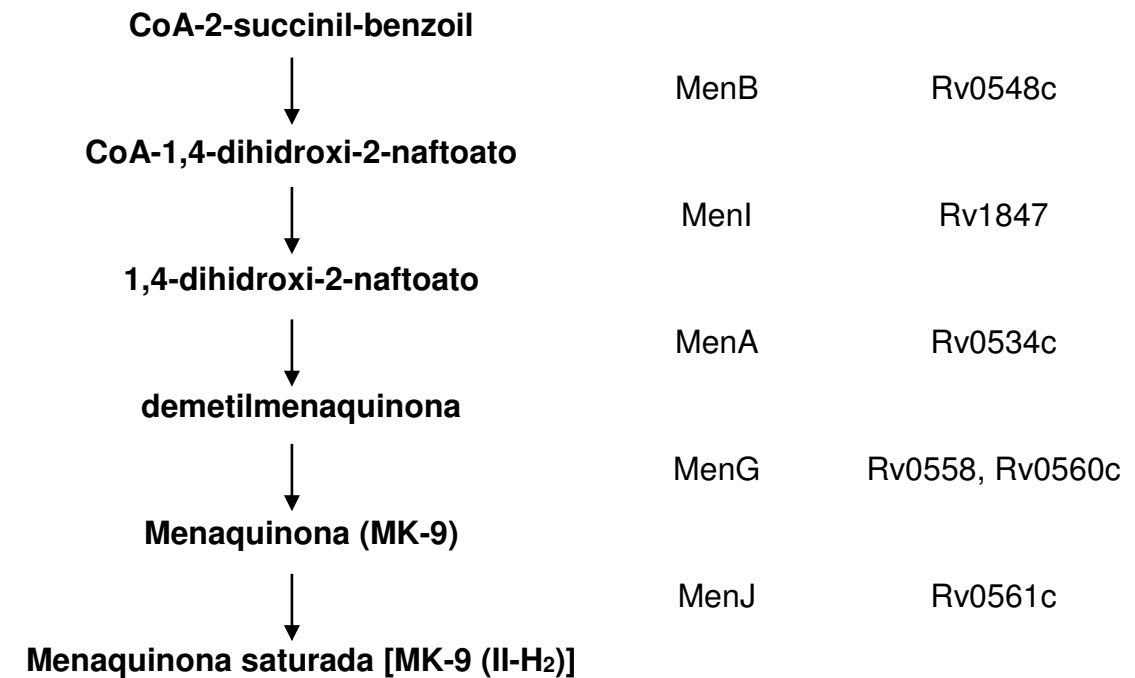 CoA-2-succinil-benzoil
MenB Rv0548c
CoA-1,4-dihidroxi-2-naftoato
MenI Rv1847
1,4-dihidroxi-2-naftoato
MenA Rv0534c
demetilmenaquinona
MenG Rv0558, Rv0560c
Menaquinona (MK-9)
MenJ Rv0561c
Menaquinona saturada [MK-9 (II-H₂)]